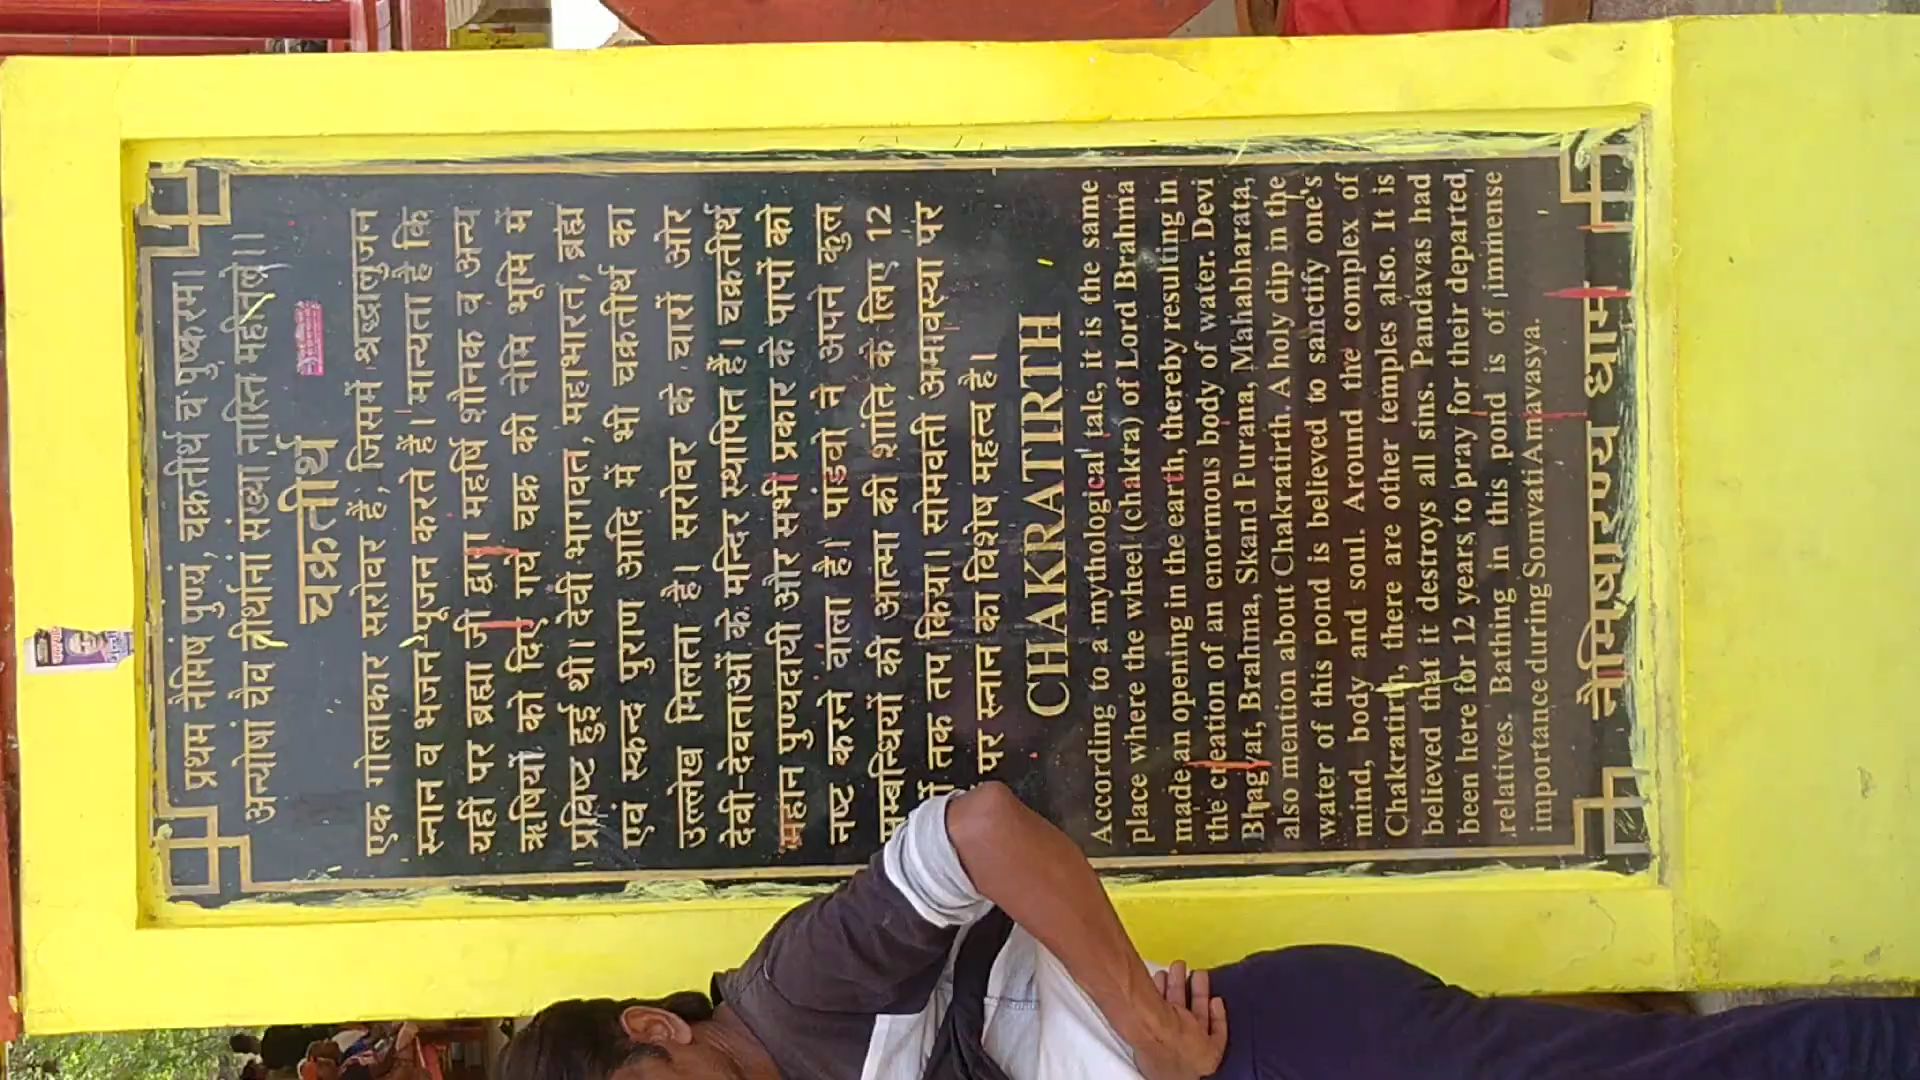 प्रथम नैमिषं पुण्यं, चक्रतीर्थं च पुष्करम।
अन्येषां चैव तीर्थानां संख्या नास्ति महीतले।।
चक्रतीर्थ
एक गोलाकार सरोवर है, जिसमें श्रद्धालुजन
स्नान व भजन-पूजन करते हैं। मान्यता है कि
यहीं पर ब्रह्मा जी द्वारा महर्षि शौनक व अन्य
ऋषियों को दिए गये चक्र की नेमि भूमि में
प्रविष्ट हुई थी। देवी भागवत, महाभारत, ब्रह्म
एवं स्कन्द पुराण आदि में भी चक्रतीर्थ का
उल्लेख मिलता है। सरोवर के चारों ओर
देवी-देवताओं के मन्दिर स्थापित हैं। चक्रतीर्थ
महान पुण्यदायी और सभी प्रकार के पापों को
नष्ट करने वाला है। पांडवों ने अपने कुल
सम्बन्धियों की आत्मा की शांति के लिए 12
तक तप किया। सोमवती अमावस्या पर
पर स्नान का विशेष महत्व है।
CHAKRATIRTH
According to a mythological tale, it is the same
place where the wheel (chakra) of Lord Brahma
made an opening in the earth, thereby resulting in
the creation of an enormous body of water. Devi
Bhagvat, Brahma, Skand Purana, Mahabharata,
also mention about Chakratirth. A holy dip in the
water of this pond is believed to sanctify one's
mind, body and soul. Around the complex of
Chakratirth, there are other temples also. It is
believed that it destroys all sins. Pandavas had
been here for 12 years to pray for their departed
relatives. Bathing in this pond is of immense
importance during Somvati Amavasya.
नैमिषारण्य धाम